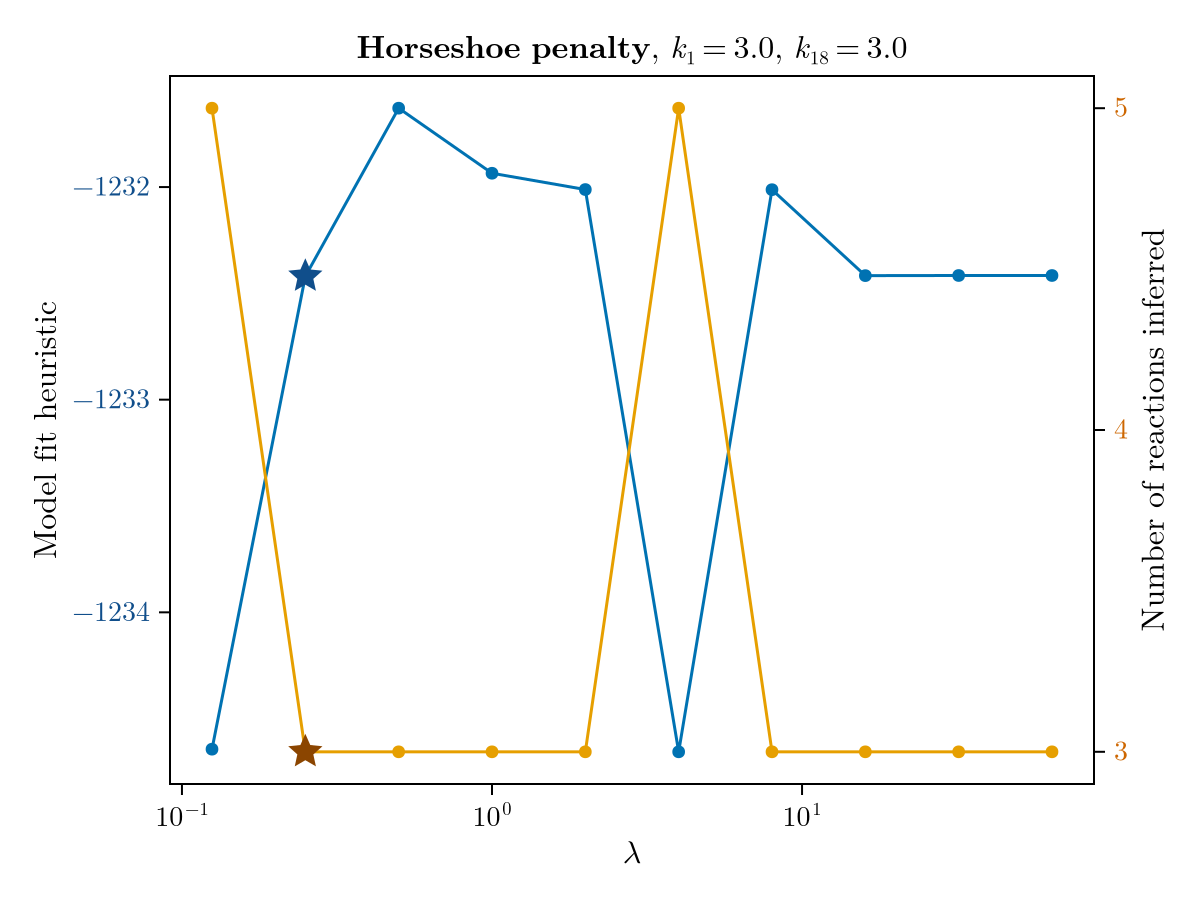 Horseshoe penalty, k₁ = 3.0, k₁₈ = 3.0
Model fit heuristic
−1232
−1233
−1234
10⁻¹
10⁰
10¹
λ
5
4
3
Number of reactions inferred